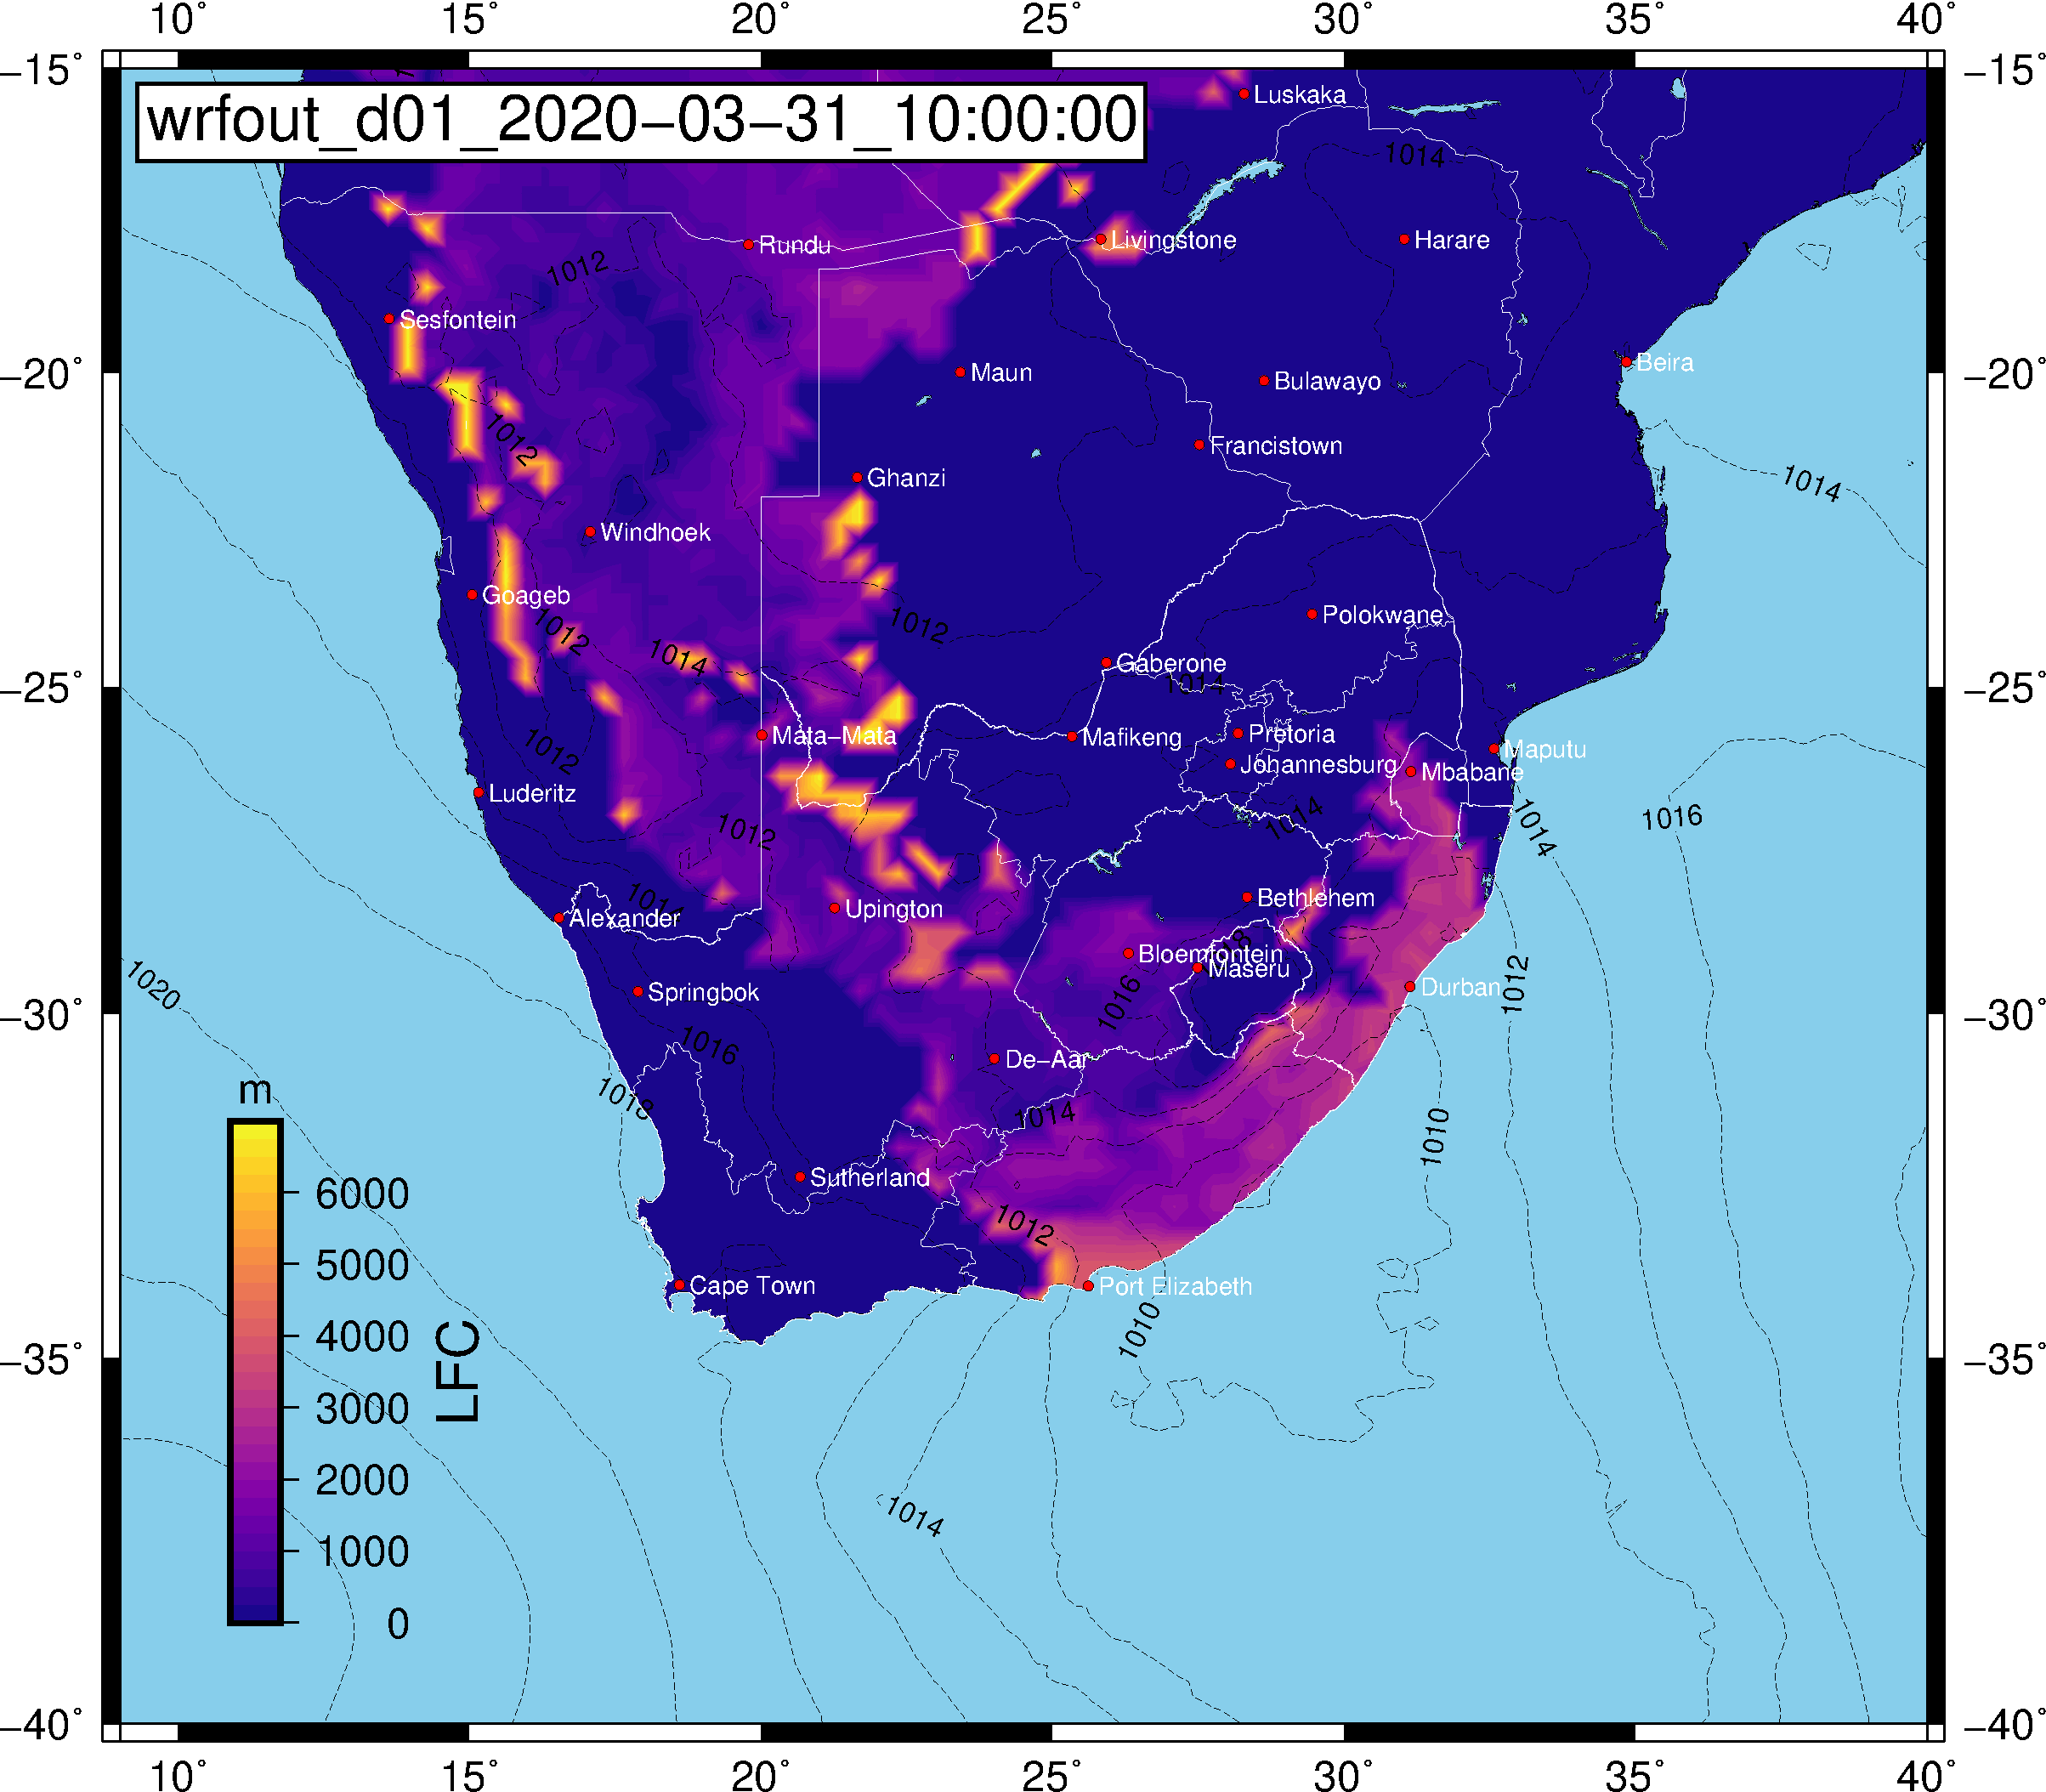 10° 15° 20° 25° 30° 35° 40°
−15° −15°
wrfout_d01_2020−03−31_10:00:00
Luskaka
1014
Livingstone
Harare
Rundu
1012
Sesfontein
−20° −20°
Maun
Bulawayo
Beira
1012
Francistown
Ghanzi
1014
Windhoek
Goageb
1012
1012
1014
Polokwane
Gaberone
1014
−25° −25°
1012
Mata−Mata
Mafikeng
Pretoria
Maputu
Johannesburg
Mbabane
Luderitz
1012
1014
1014
1016
1014
Bethlehem
Alexander
Upington
1018
Bloemfontein
Maseru
1020
Springbok
1016
Durban
1012
−30° −30°
1016
De−Aar
m
1013
1014
1010
Sutherland
6000
1012
5000
Cape Town
Port Elizabeth
4000
LFC
1010
−35° −35°
3000
2000
1014
1000
0
−40° −40°
10° 15° 20° 25° 30° 35° 40°